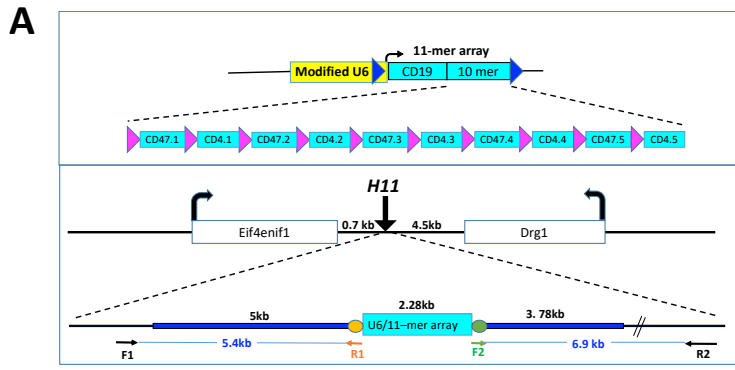 A
11-mer array
Modified U6 CD19 10 mer
CD47.1 CD4.1 CD47.2 CD4.2 CD47.3 CD4.3 CD47.4 CD4.4 CD47.5 CD4.5
H11
0.7 kb 4.5kb
Eif4enif1 Drg1
2.28kb
5kb U6/11–mer array 3. 78kb
F1 5.4kb R1 F2 6.9 kb R2